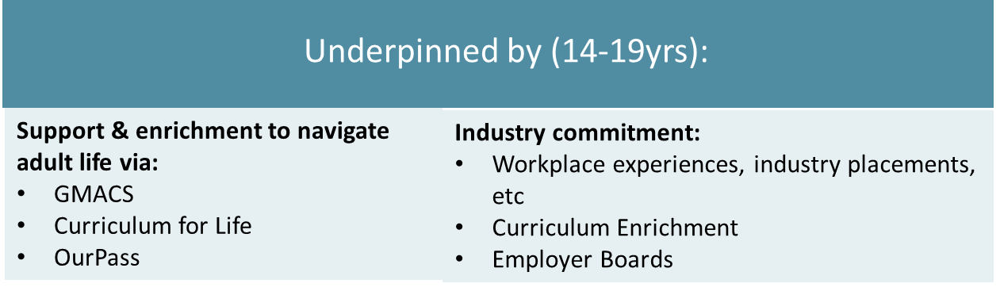 Underpinned by (14-19yrs):
Support & enrichment to navigate
adult life via:
• GMACS
• Curriculum for Life
• OurPass
Industry commitment:
• Workplace experiences, industry placements,
etc
• Curriculum Enrichment
• Employer Boards